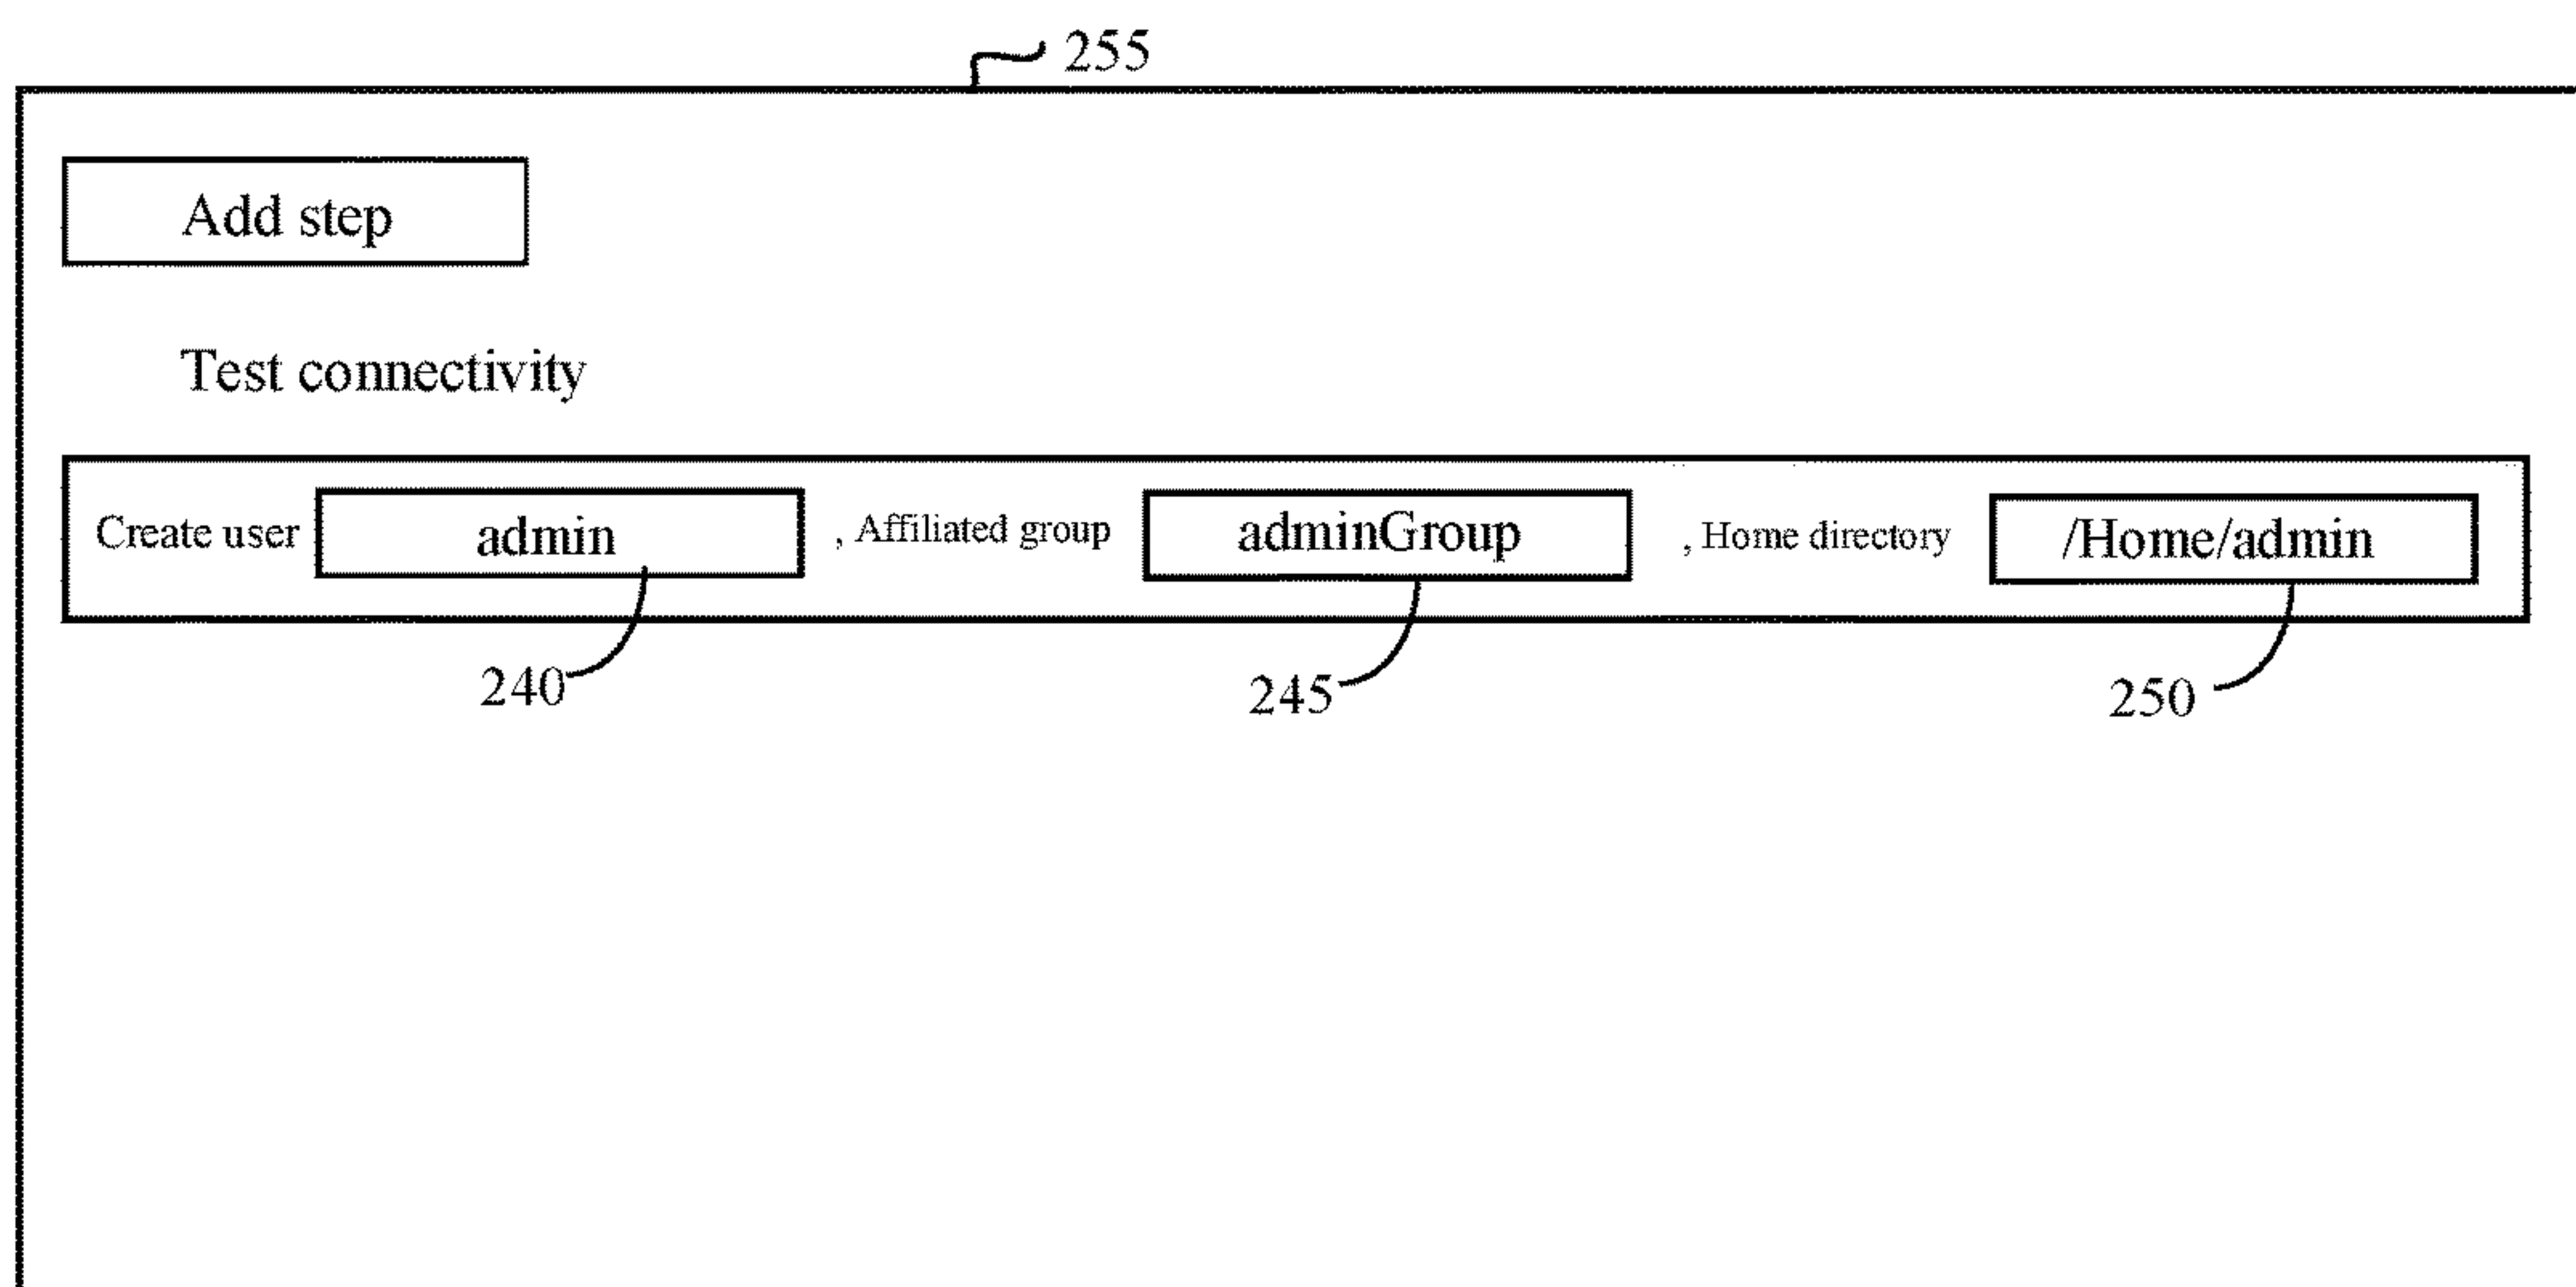 255
Add step
Test connectivity
Create user admin , Affiliated group adminGroup , Home directory /Home/admin
240 245 250